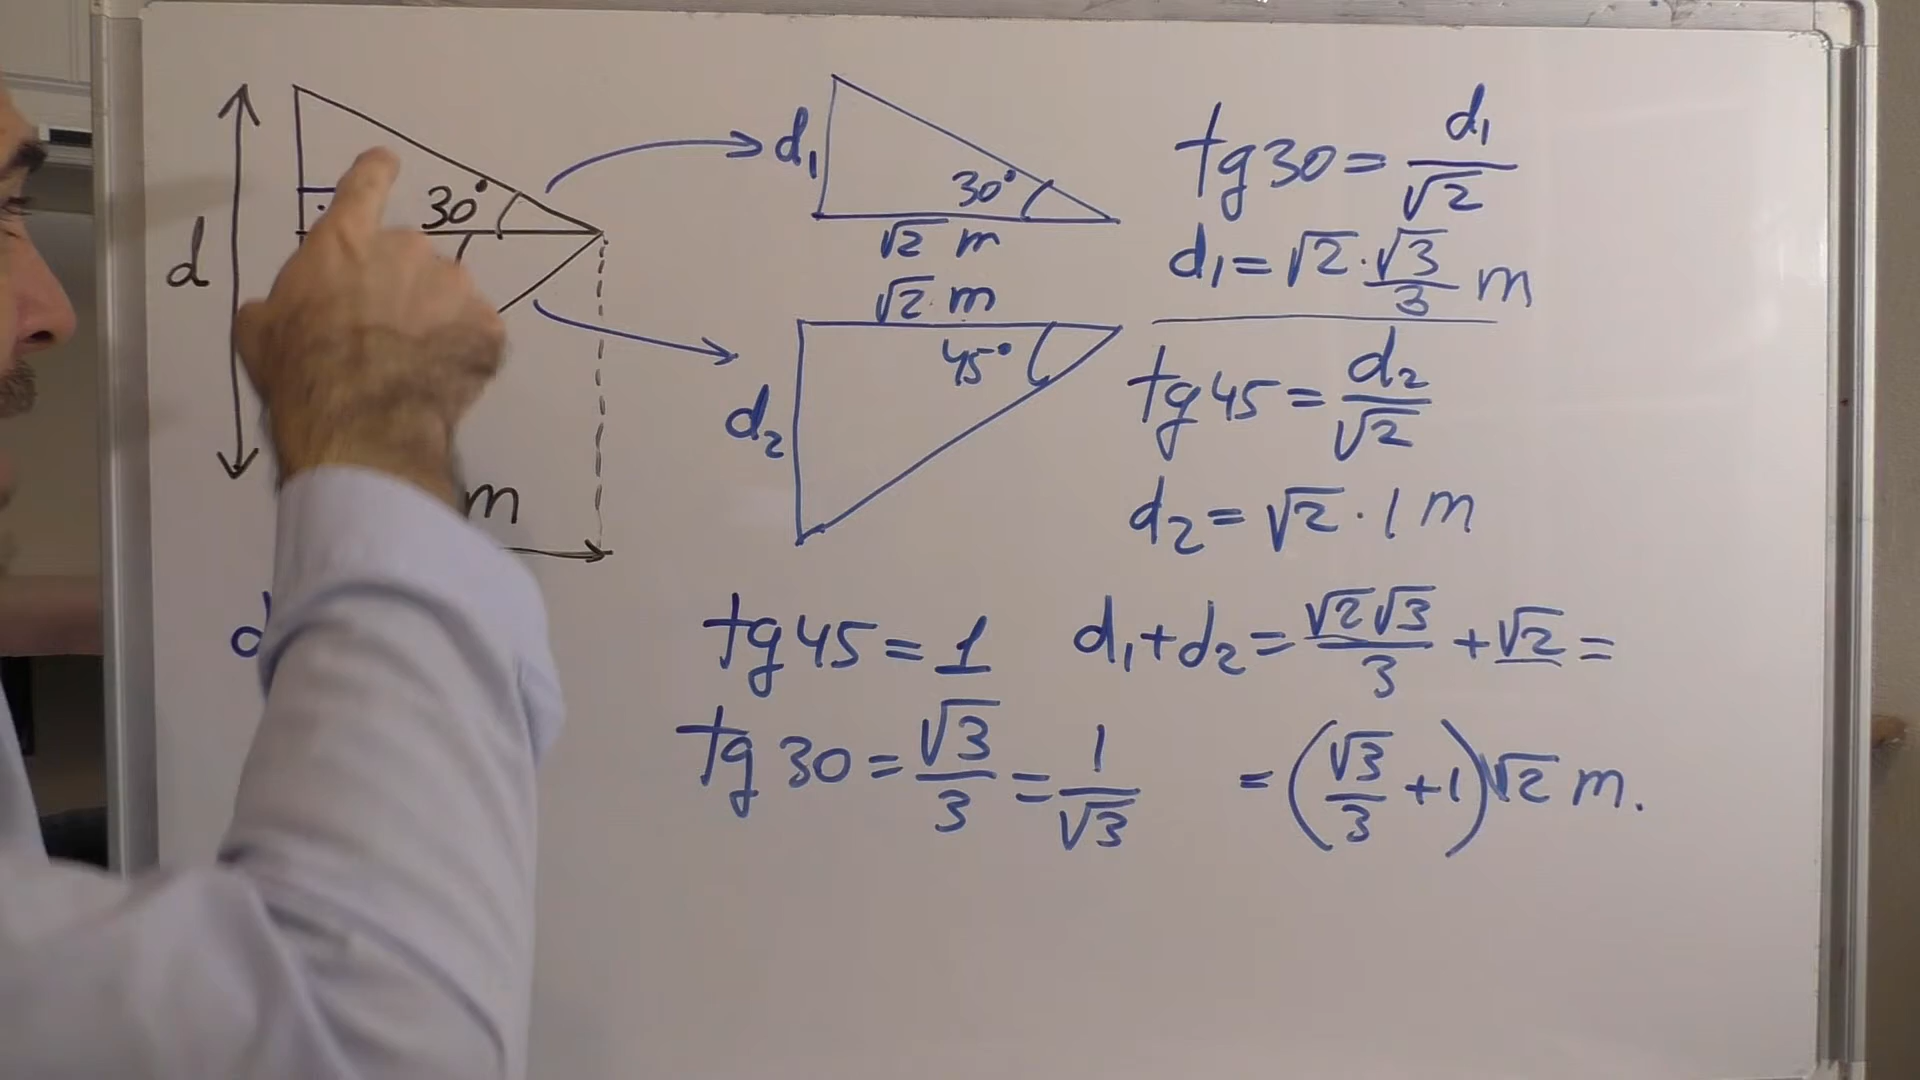 d
30°
m
d
d₁
30°
√2 m
√2 m
45°
d₂
tg30 = d₁/√2
d₁ = √2 · √3/3 m
tg45 = d₂/√2
d₂ = √2 · 1 m
tg45 = 1
tg30 = √3/3 = 1/√3
d₁+d₂ = √2√3/3 + √2 =
= (√3/3 + 1)√2 m.